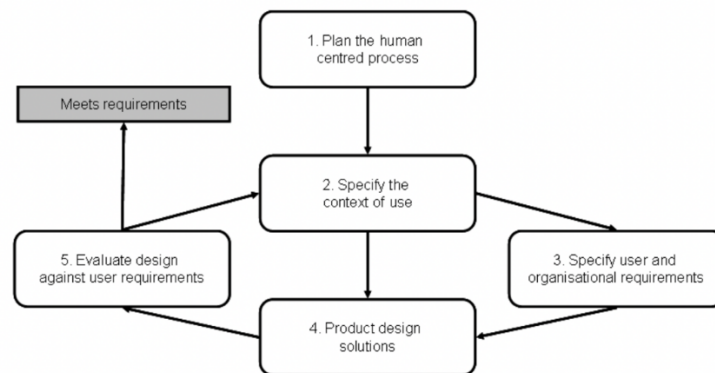 1. Plan the human
centred process
Meets requirements
2. Specify the
context of use
5. Evaluate design
against user requirements
3. Specify user and
organisational requirements
4. Product design
solutions